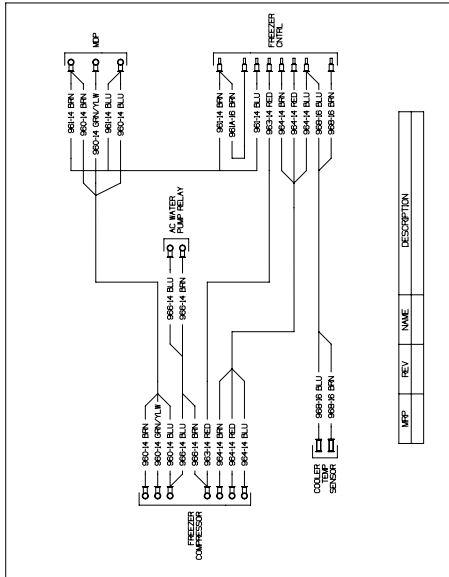 MDP
961-14 BRN
960-14 BRN
960-14 GRN/YLW
961-14 BLU
960-14 BLU
FREEZER
CNTRL
961-14 BRN
961A-16 BRN
961-14 BLU
963-14 RED
964-14 BRN
964-14 RED
964-14 BLU
968-16 BLU
968-16 BRN
AC WATER
PUMP RELAY
966-14 BLU
966-14 BRN
960-14 BRN
960-14 GRN/YLW
960-14 BLU
966-14 BLU
966-14 BRN
963-14 RED
964-14 BRN
964-14 RED
964-14 BLU
FREEZER
COMPRESSOR
968-16 BLU
968-16 BRN
COOLER
TEMP
SENSOR
MRP REV NAME DESCRIPTION